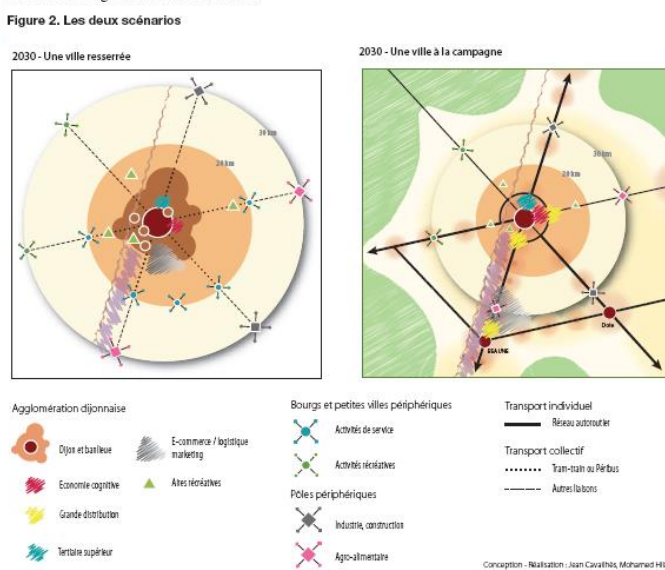 Figure 2. Les deux scénarios
2030 - Une ville resserrée
2030 - Une ville à la campagne
30 km
20 km
30 km
20 km
BEAUNE
Dole
Agglomération dijonnaise
Dijon et banlieue
E-commerce / logistique
marketing
Economie cognitive
Aires récréatives
Grande distribution
Tertiaire supérieur
Bourgs et petites villes périphériques
Activités de service
Activités récréatives
Pôles périphériques
Industrie, construction
Agro-alimentaire
Transport individuel
Réseau autoroutier
Transport collectif
Tram-train ou Péribus
Autres liaisons
Conception - Réalisation : Jean Cavailhès, Mohamed